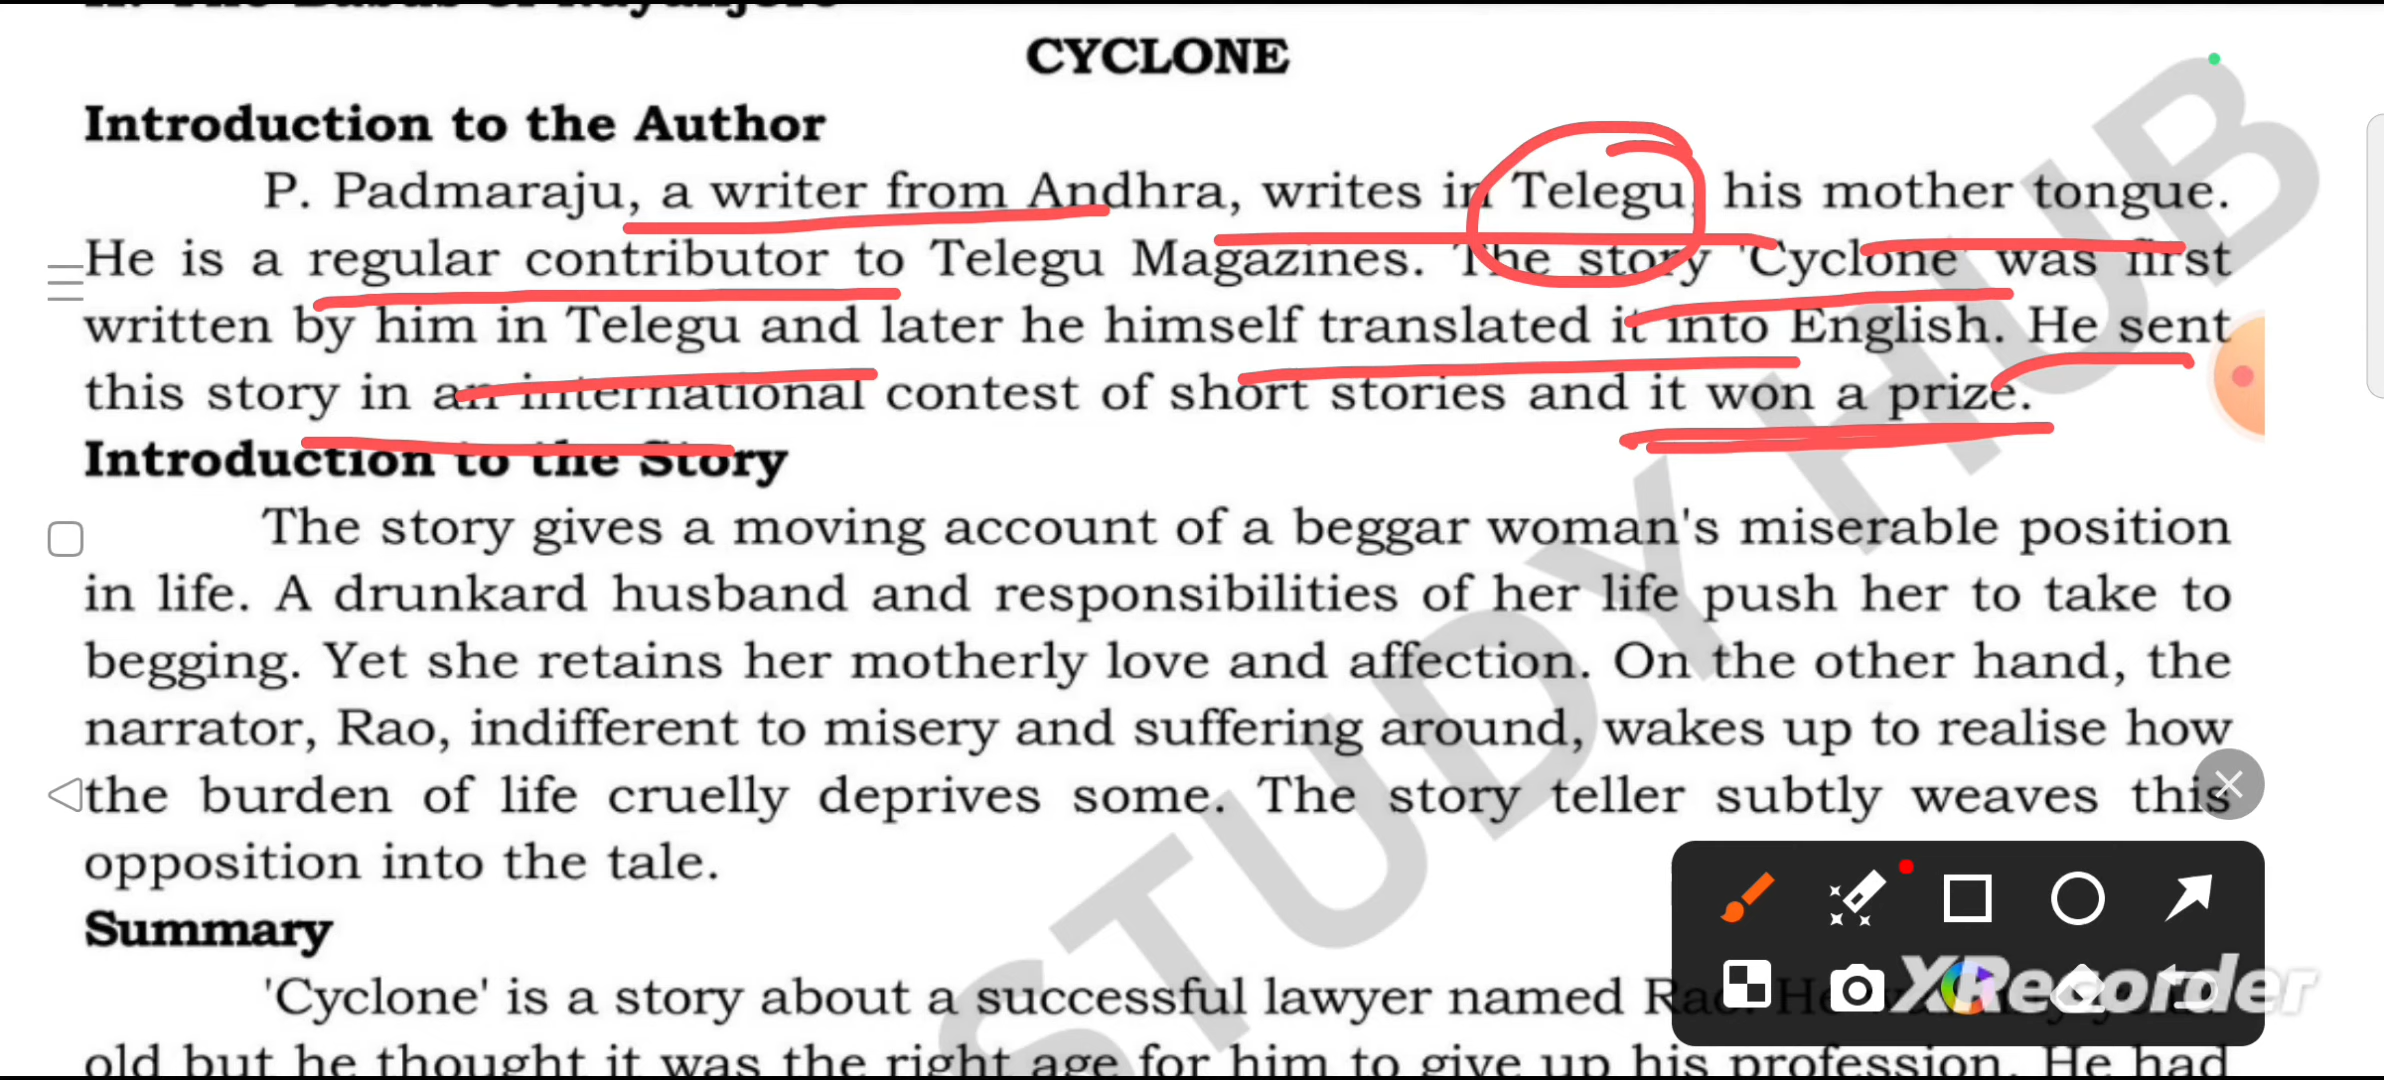 CYCLONE
Introduction to the Author
P. Padmaraju, a writer from Andhra, writes in Telegu, his mother tongue.
He is a regular contributor to Telegu Magazines. The story 'Cyclone' was first
written by him in Telegu and later he himself translated it into English. He sent
this story in an international contest of short stories and it won a prize.
Introduction to the Story
The story gives a moving account of a beggar woman's miserable position
in life. A drunkard husband and responsibilities of her life push her to take to
begging. Yet she retains her motherly love and affection. On the other hand, the
narrator, Rao, indifferent to misery and suffering around, wakes up to realise how
the burden of life cruelly deprives some. The story teller subtly weaves this
opposition into the tale.
Summary
'Cyclone' is a story about a successful lawyer named Rao. He
old but he thought it was the right age for him to give up his profession. He had
STUDY HUB
XRecorder